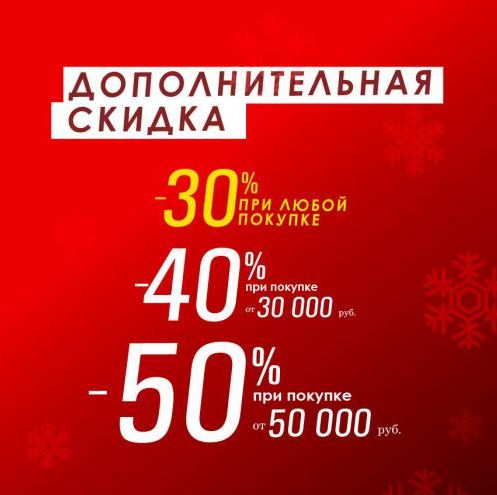 ДОПОЛНИТЕЛЬНАЯ
СКИДКА
-30%
ПРИ ЛЮБОЙ
ПОКУПКЕ
-40%
при покупке
от 30 000 руб.
-50%
при покупке
от 50 000 руб.